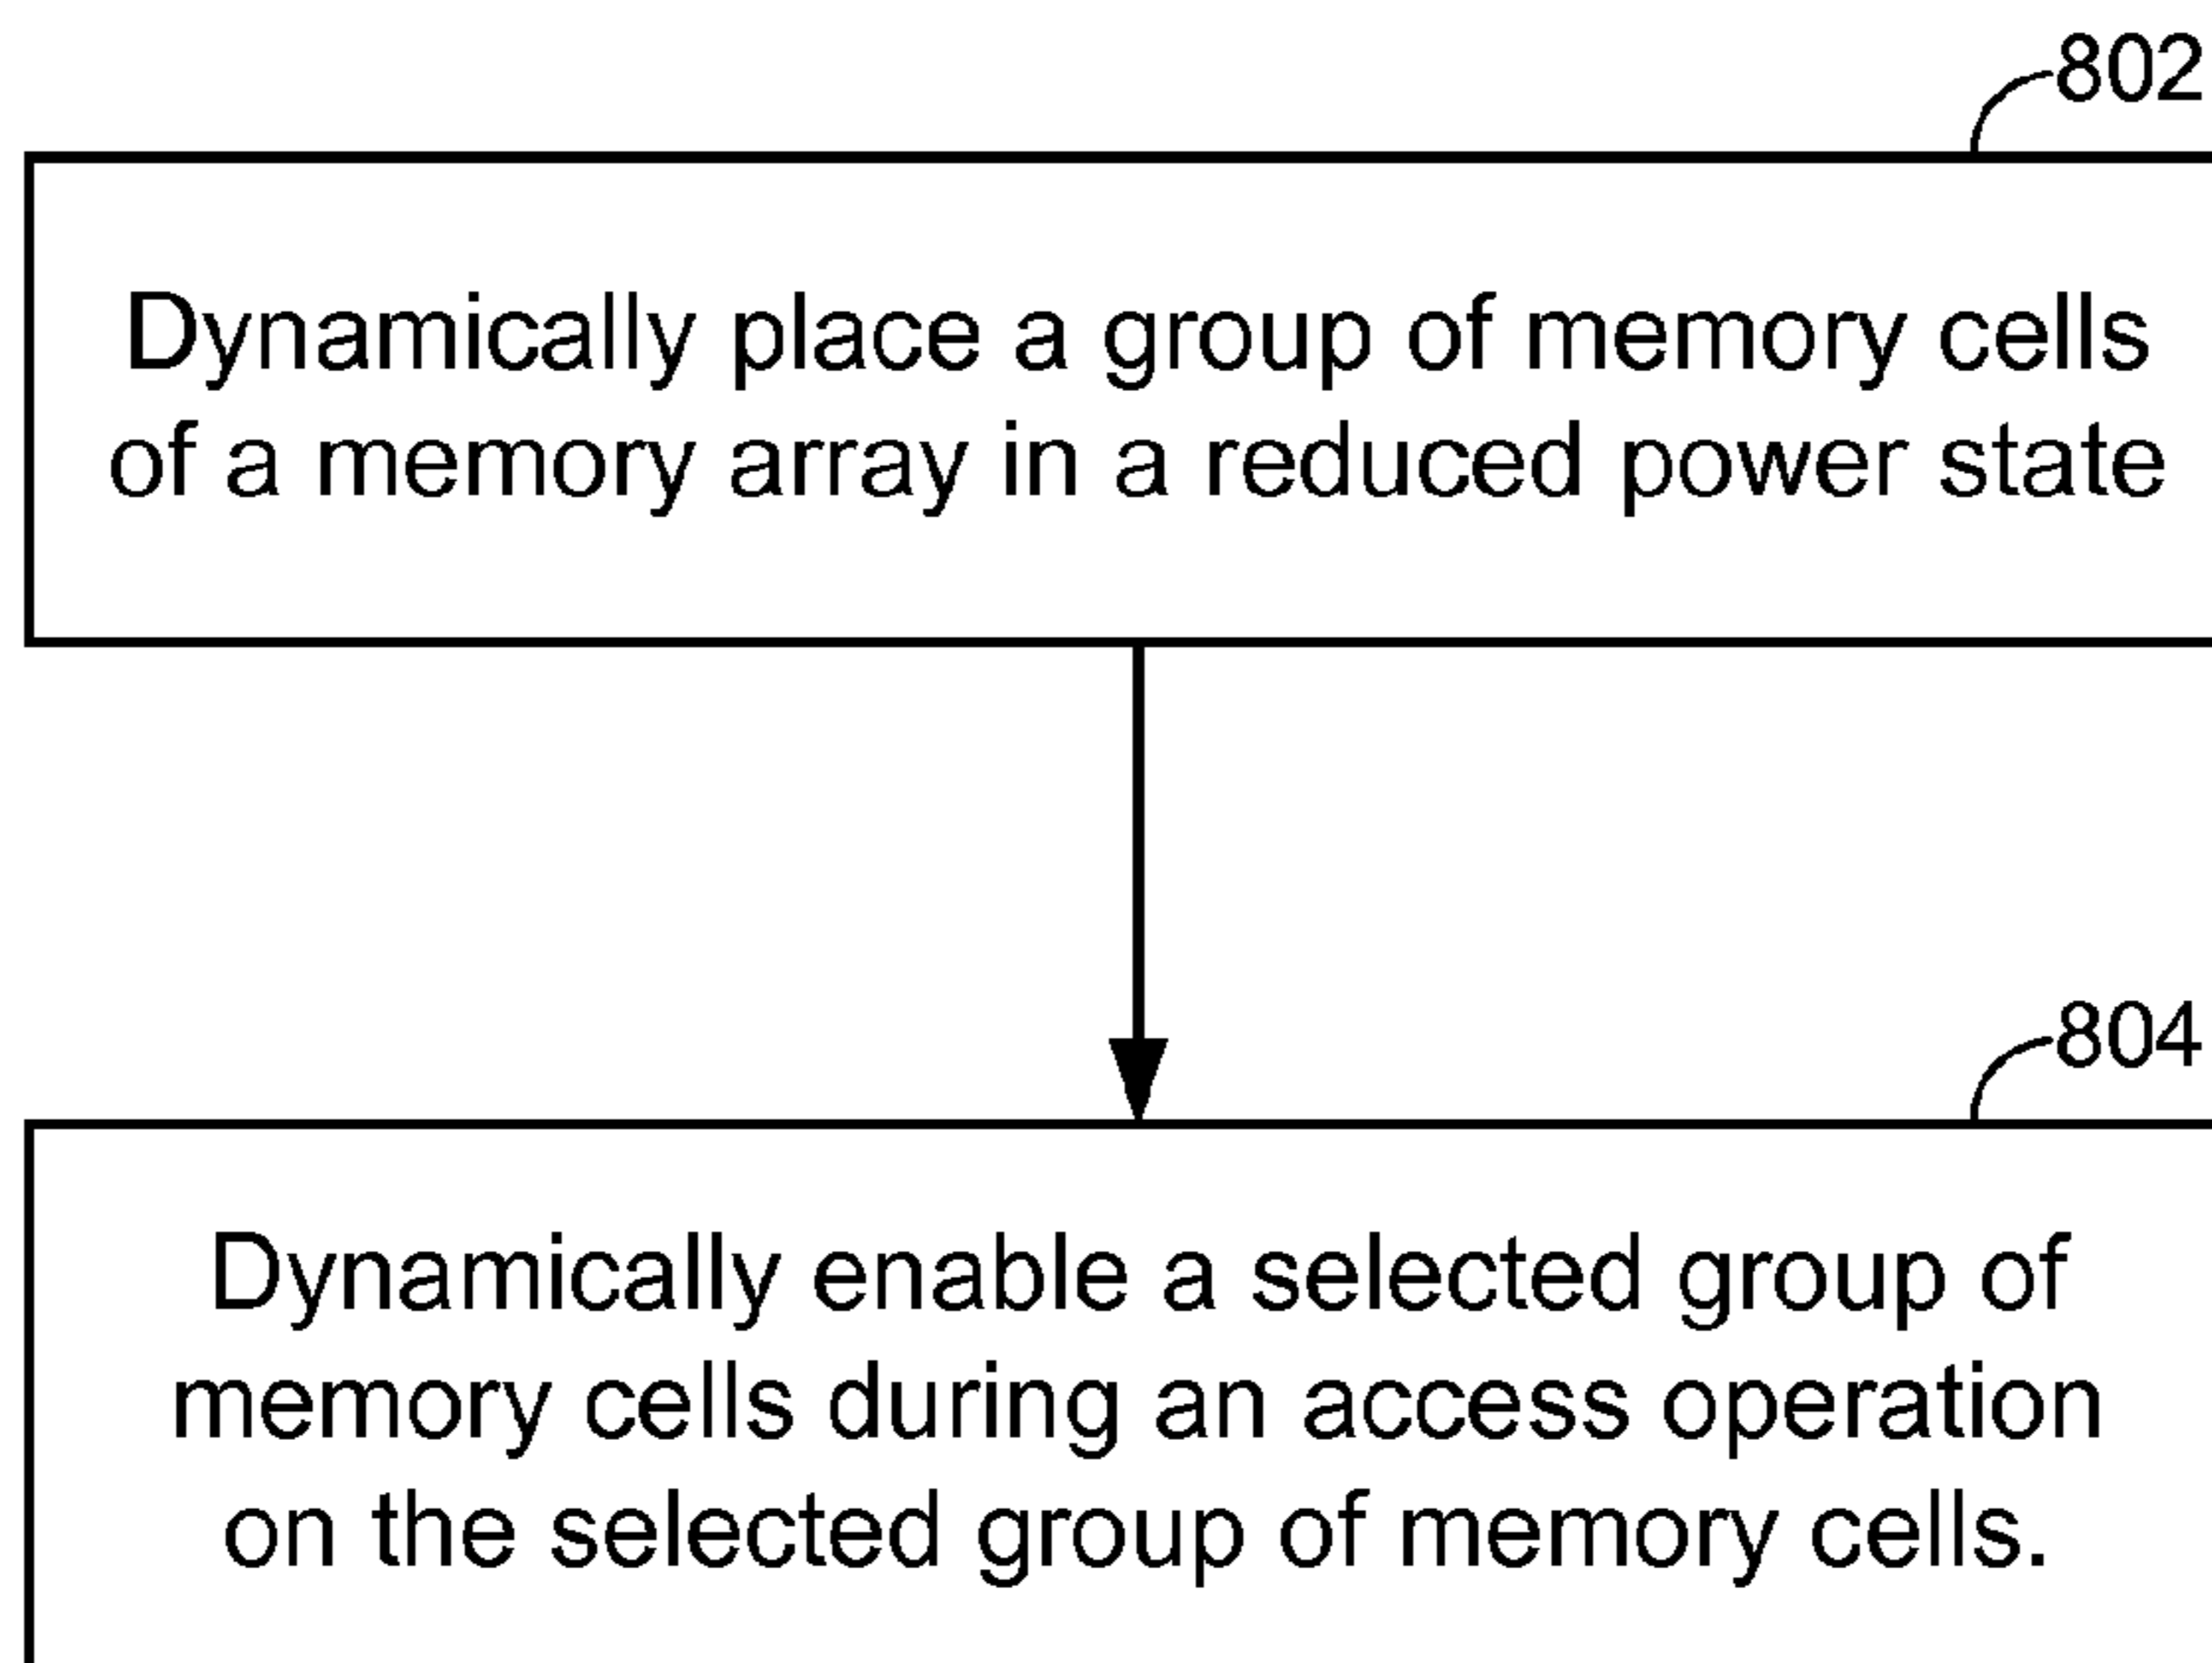 802
Dynamically place a group of memory cells
of a memory array in a reduced power state
804
Dynamically enable a selected group of
memory cells during an access operation
on the selected group of memory cells.